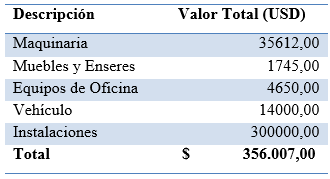 Descripción Valor Total (USD)
Maquinaria 35612,00
Muebles y Enseres 1745,00
Equipos de Oficina 4650,00
Vehículo 14000,00
Instalaciones 300000,00
Total $ 356.007,00